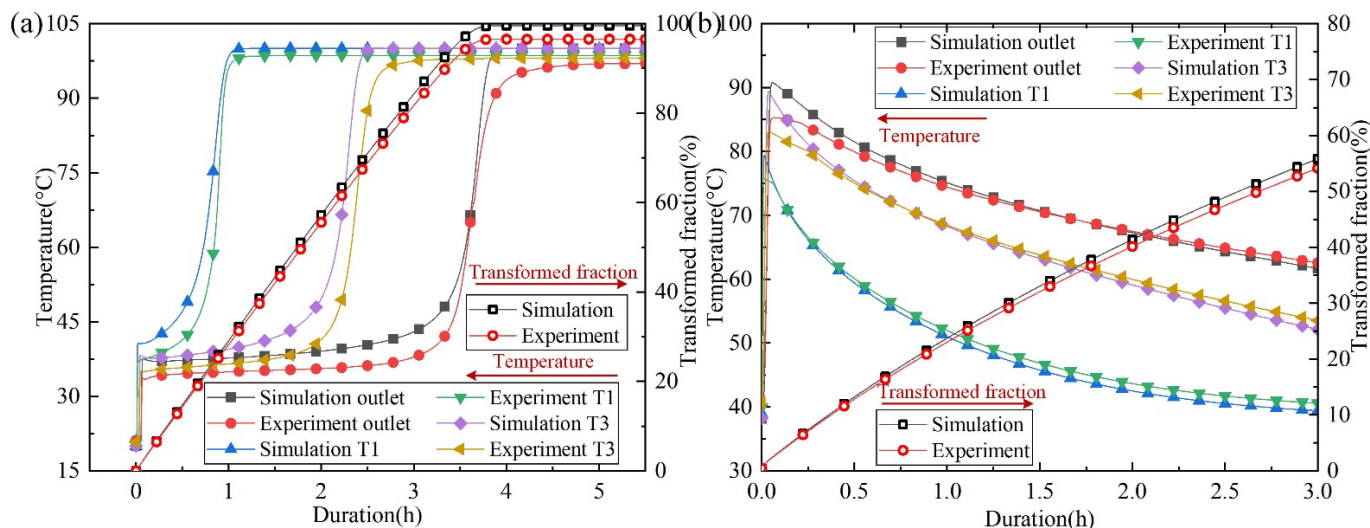 (a)
105
90
75
60
45
30
15
Temperature(°C)
100
80
60
40
20
0
Transformed fraction(%)
Transformed fraction
Simulation
Experiment
Temperature
Simulation outlet
Experiment T1
Experiment outlet
Simulation T3
Simulation T1
Experiment T3
0
1
2
3
4
5
Duration(h)
(b)
100
90
80
70
60
50
40
30
Temperature(°C)
80
70
60
50
40
30
20
10
0
Transformed fraction(%)
Simulation outlet
Experiment T1
Experiment outlet
Simulation T3
Simulation T1
Experiment T3
Temperature
Transformed fraction
Simulation
Experiment
0.0
0.5
1.0
1.5
2.0
2.5
3.0
Duration(h)